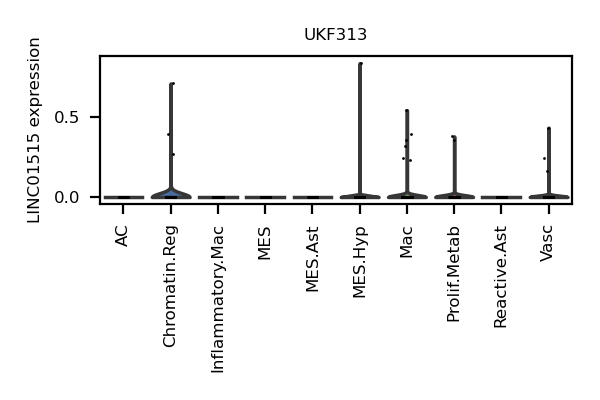 UKF313
LINC01515 expression
0.5
0.0
AC
Chromatin.Reg
Inflammatory.Mac
MES
MES.Ast
MES.Hyp
Mac
Prolif.Metab
Reactive.Ast
Vasc